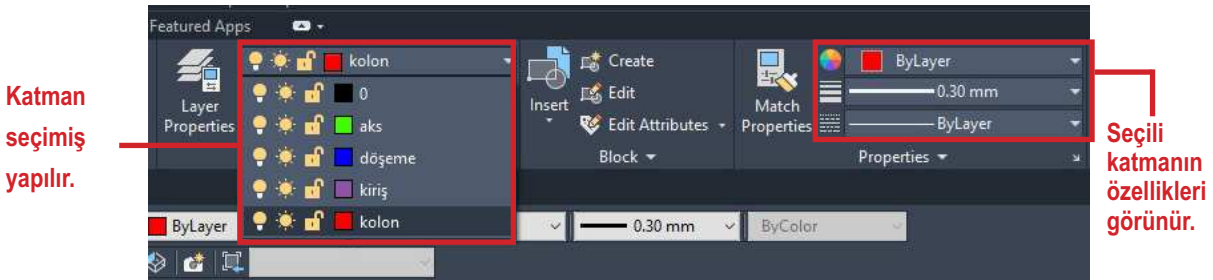 Featured Apps
kolon
0
aks
döşeme
kiriş
kolon
Layer
Properties
Insert
Create
Edit
Edit Attributes
Block
Match
Properties
ByLayer
0.30 mm
ByLayer
Properties
ByLayer
0.30 mm
ByColor
Katman
seçimiş
yapılır.
Seçili
katmanın
özellikleri
görünür.